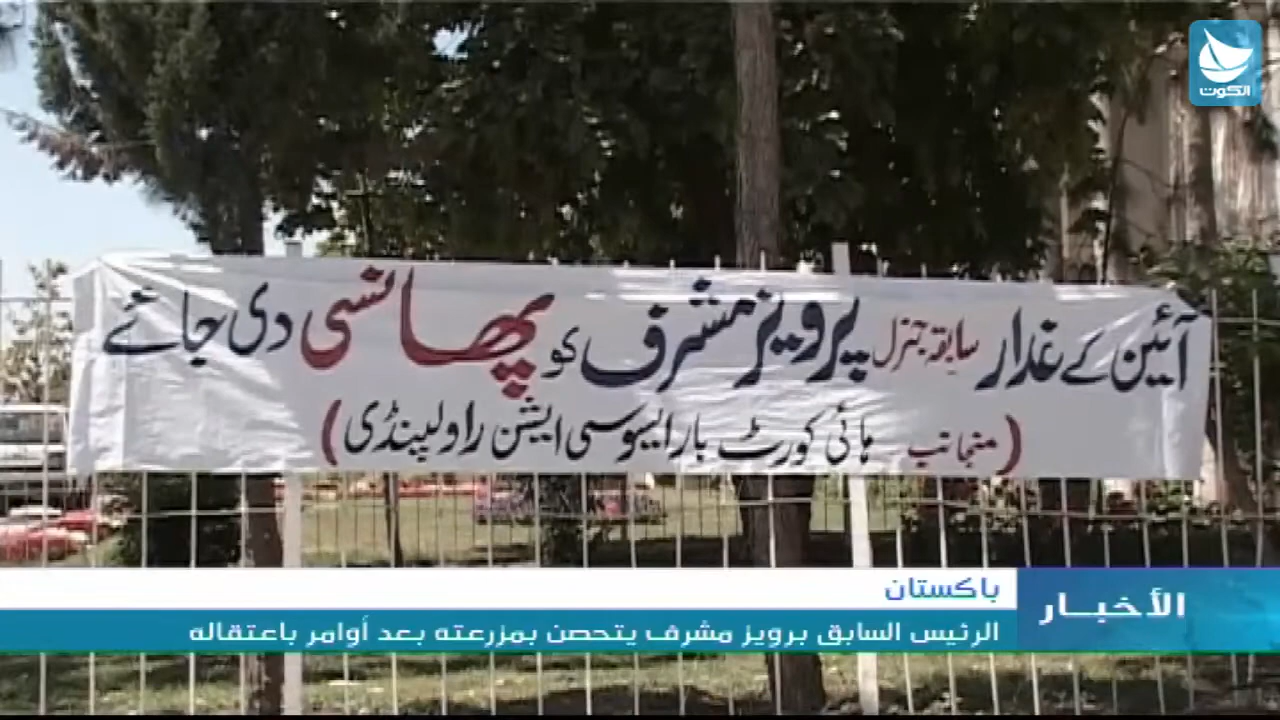 الكوت
آئین کے غدار سابقہ جنرل پرویز مشرف کو پھانسی دی جائے
(منجانب ہائی کورٹ بار ایسوسی ایشن راولپنڈی)
باكستان
الأخبار
الرئيس السابق برويز مشرف يتحصن بمزرعته بعد أوامر باعتقاله